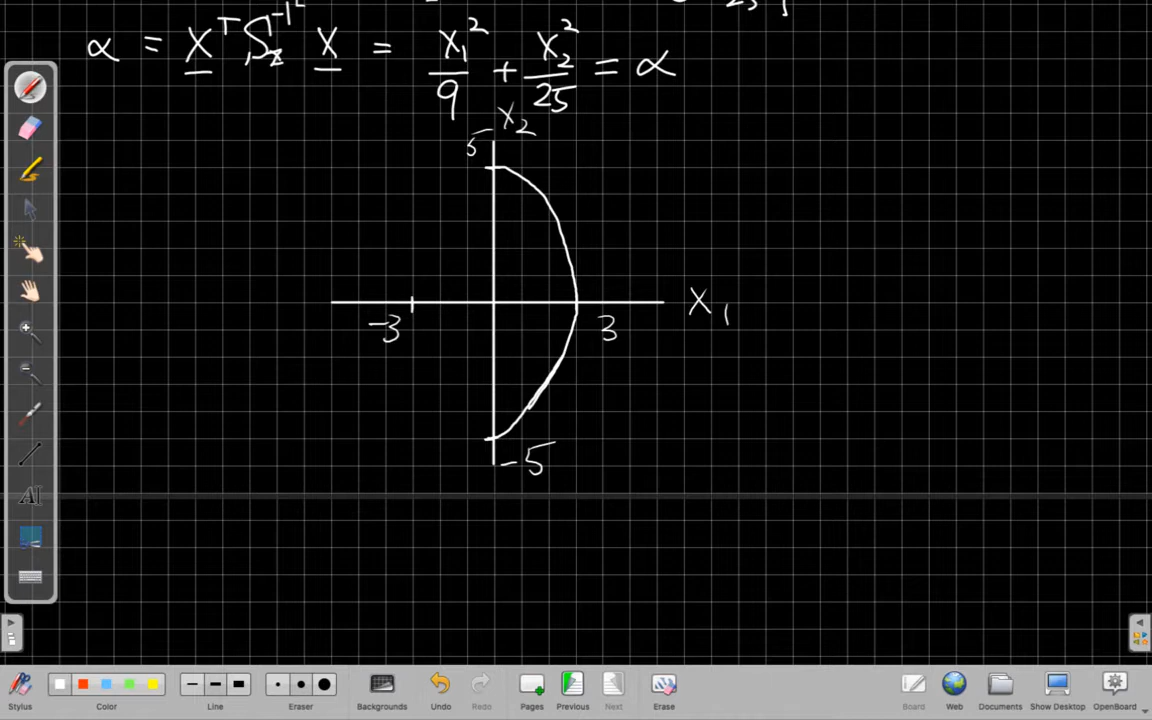 α = X^T S_z^-1 X = X₁²/9 + X₂²/25 = α
X₂
5
-3
3
X₁
-5
Stylus
Color
Line
Eraser
Backgrounds
Undo
Redo
Pages
Previous
Next
Erase
Board
Web
Documents
Show Desktop
OpenBoard